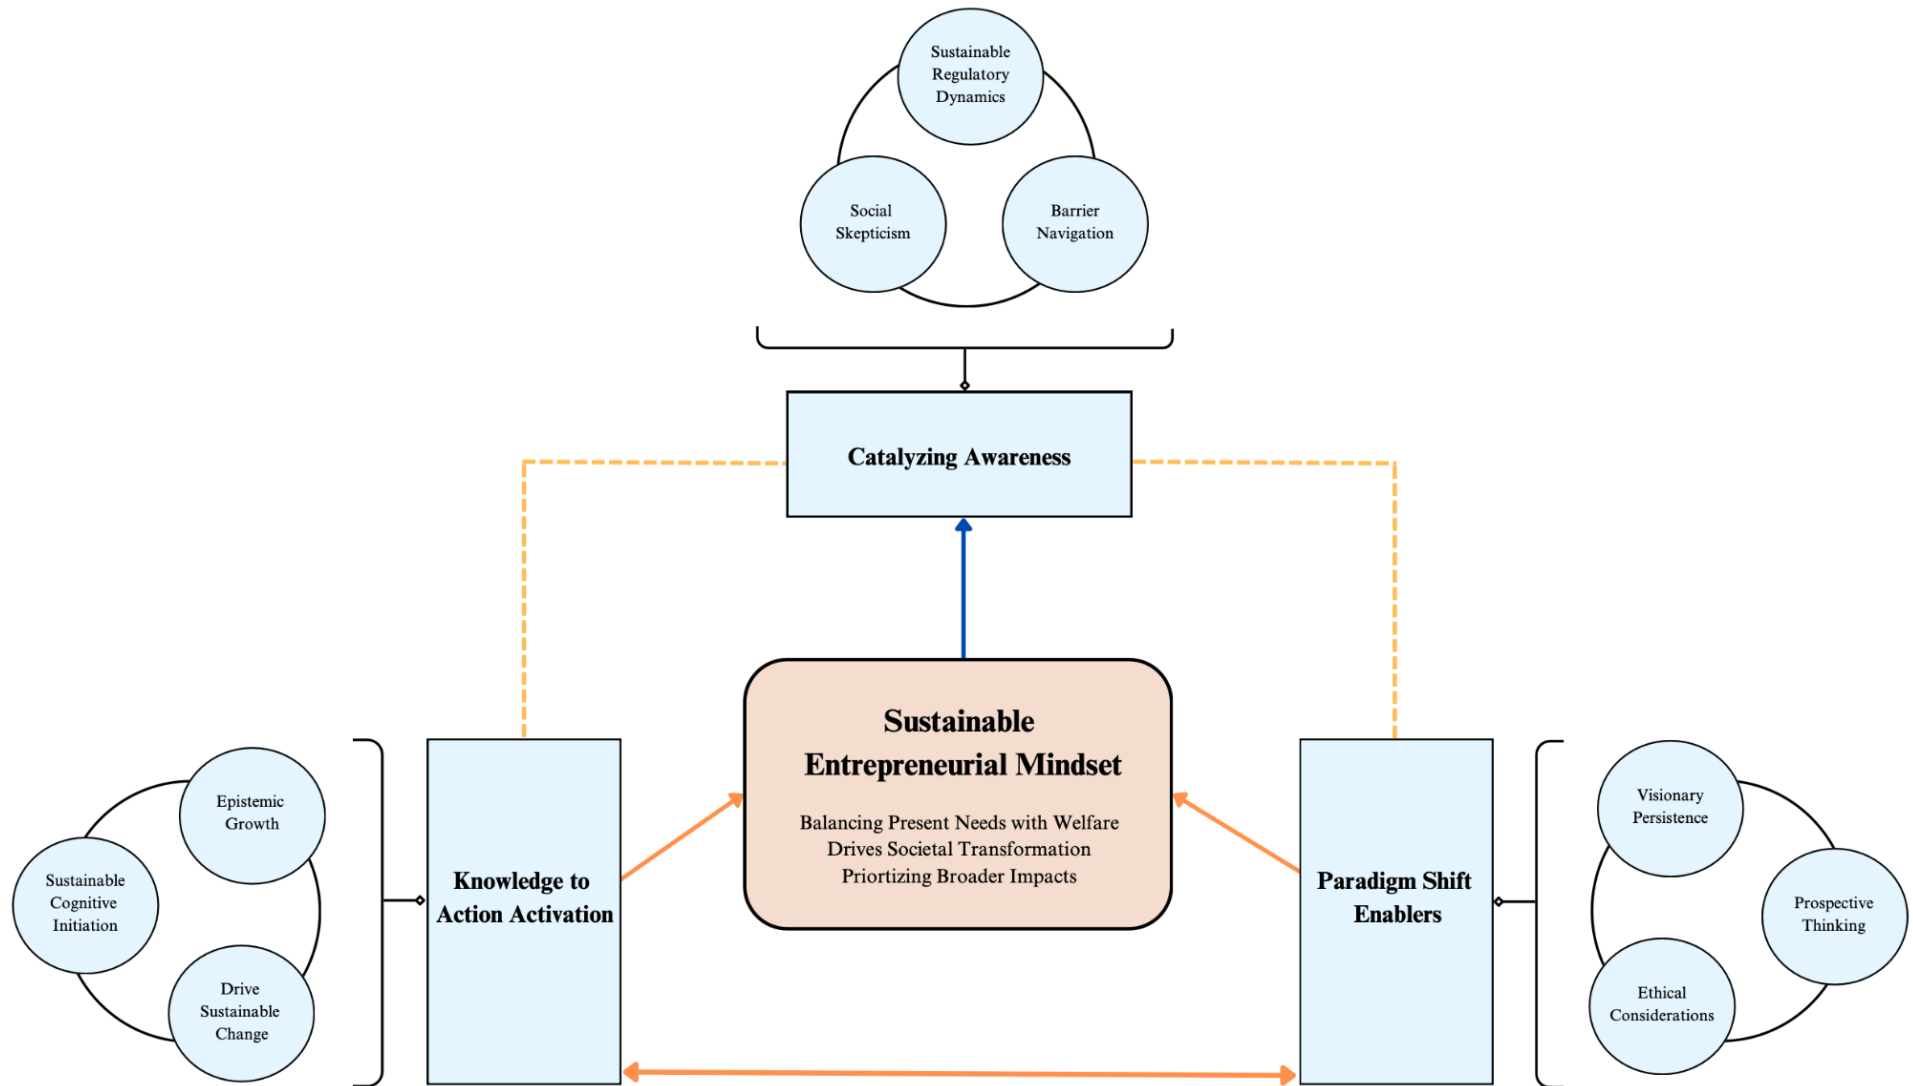 Sustainable
Regulatory
Dynamics
Social
Skepticism
Barrier
Navigation
Catalyzing Awareness
Sustainable
Entrepreneurial Mindset
Balancing Present Needs with Welfare
Drives Societal Transformation
Priortizing Broader Impacts
Epistemic
Growth
Sustainable
Cognitive
Initiation
Drive
Sustainable
Change
Knowledge to
Action Activation
Paradigm Shift
Enablers
Visionary
Persistence
Prospective
Thinking
Ethical
Considerations